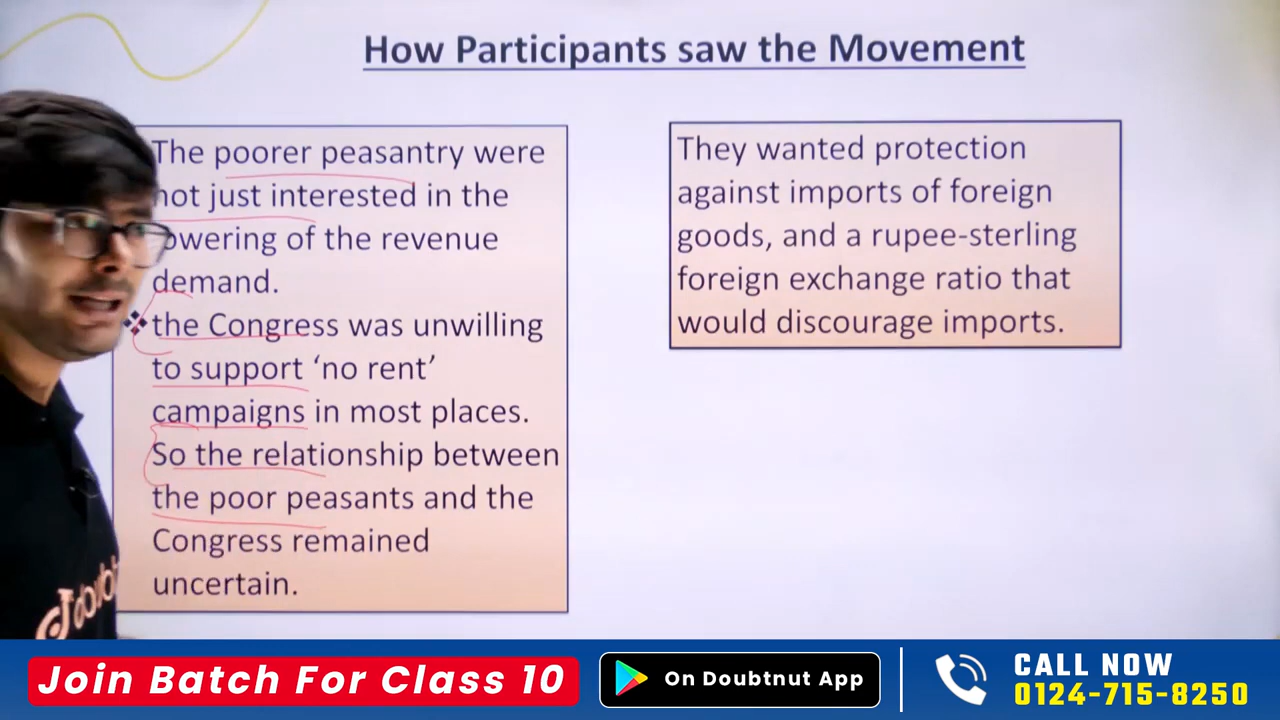 How Participants saw the Movement
The poorer peasantry were
not just interested in the
lowering of the revenue
demand.
the Congress was unwilling
to support ‘no rent’
campaigns in most places.
So the relationship between
the poor peasants and the
Congress remained
uncertain.
They wanted protection
against imports of foreign
goods, and a rupee-sterling
foreign exchange ratio that
would discourage imports.
doubtnut
Join Batch For Class 10
On Doubtnut App
CALL NOW
0124-715-8250